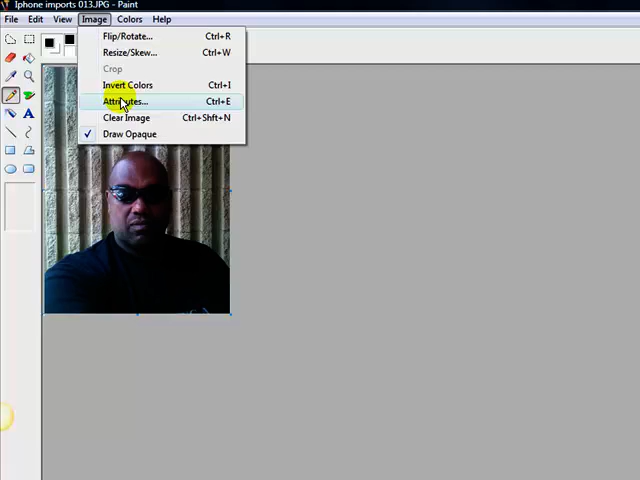 Iphone imports 013.JPG - Paint
File Edit View Image Colors Help
Flip/Rotate... Ctrl+R
Resize/Skew... Ctrl+W
Crop
Invert Colors Ctrl+I
Attributes... Ctrl+E
Clear Image Ctrl+Shft+N
Draw Opaque
A